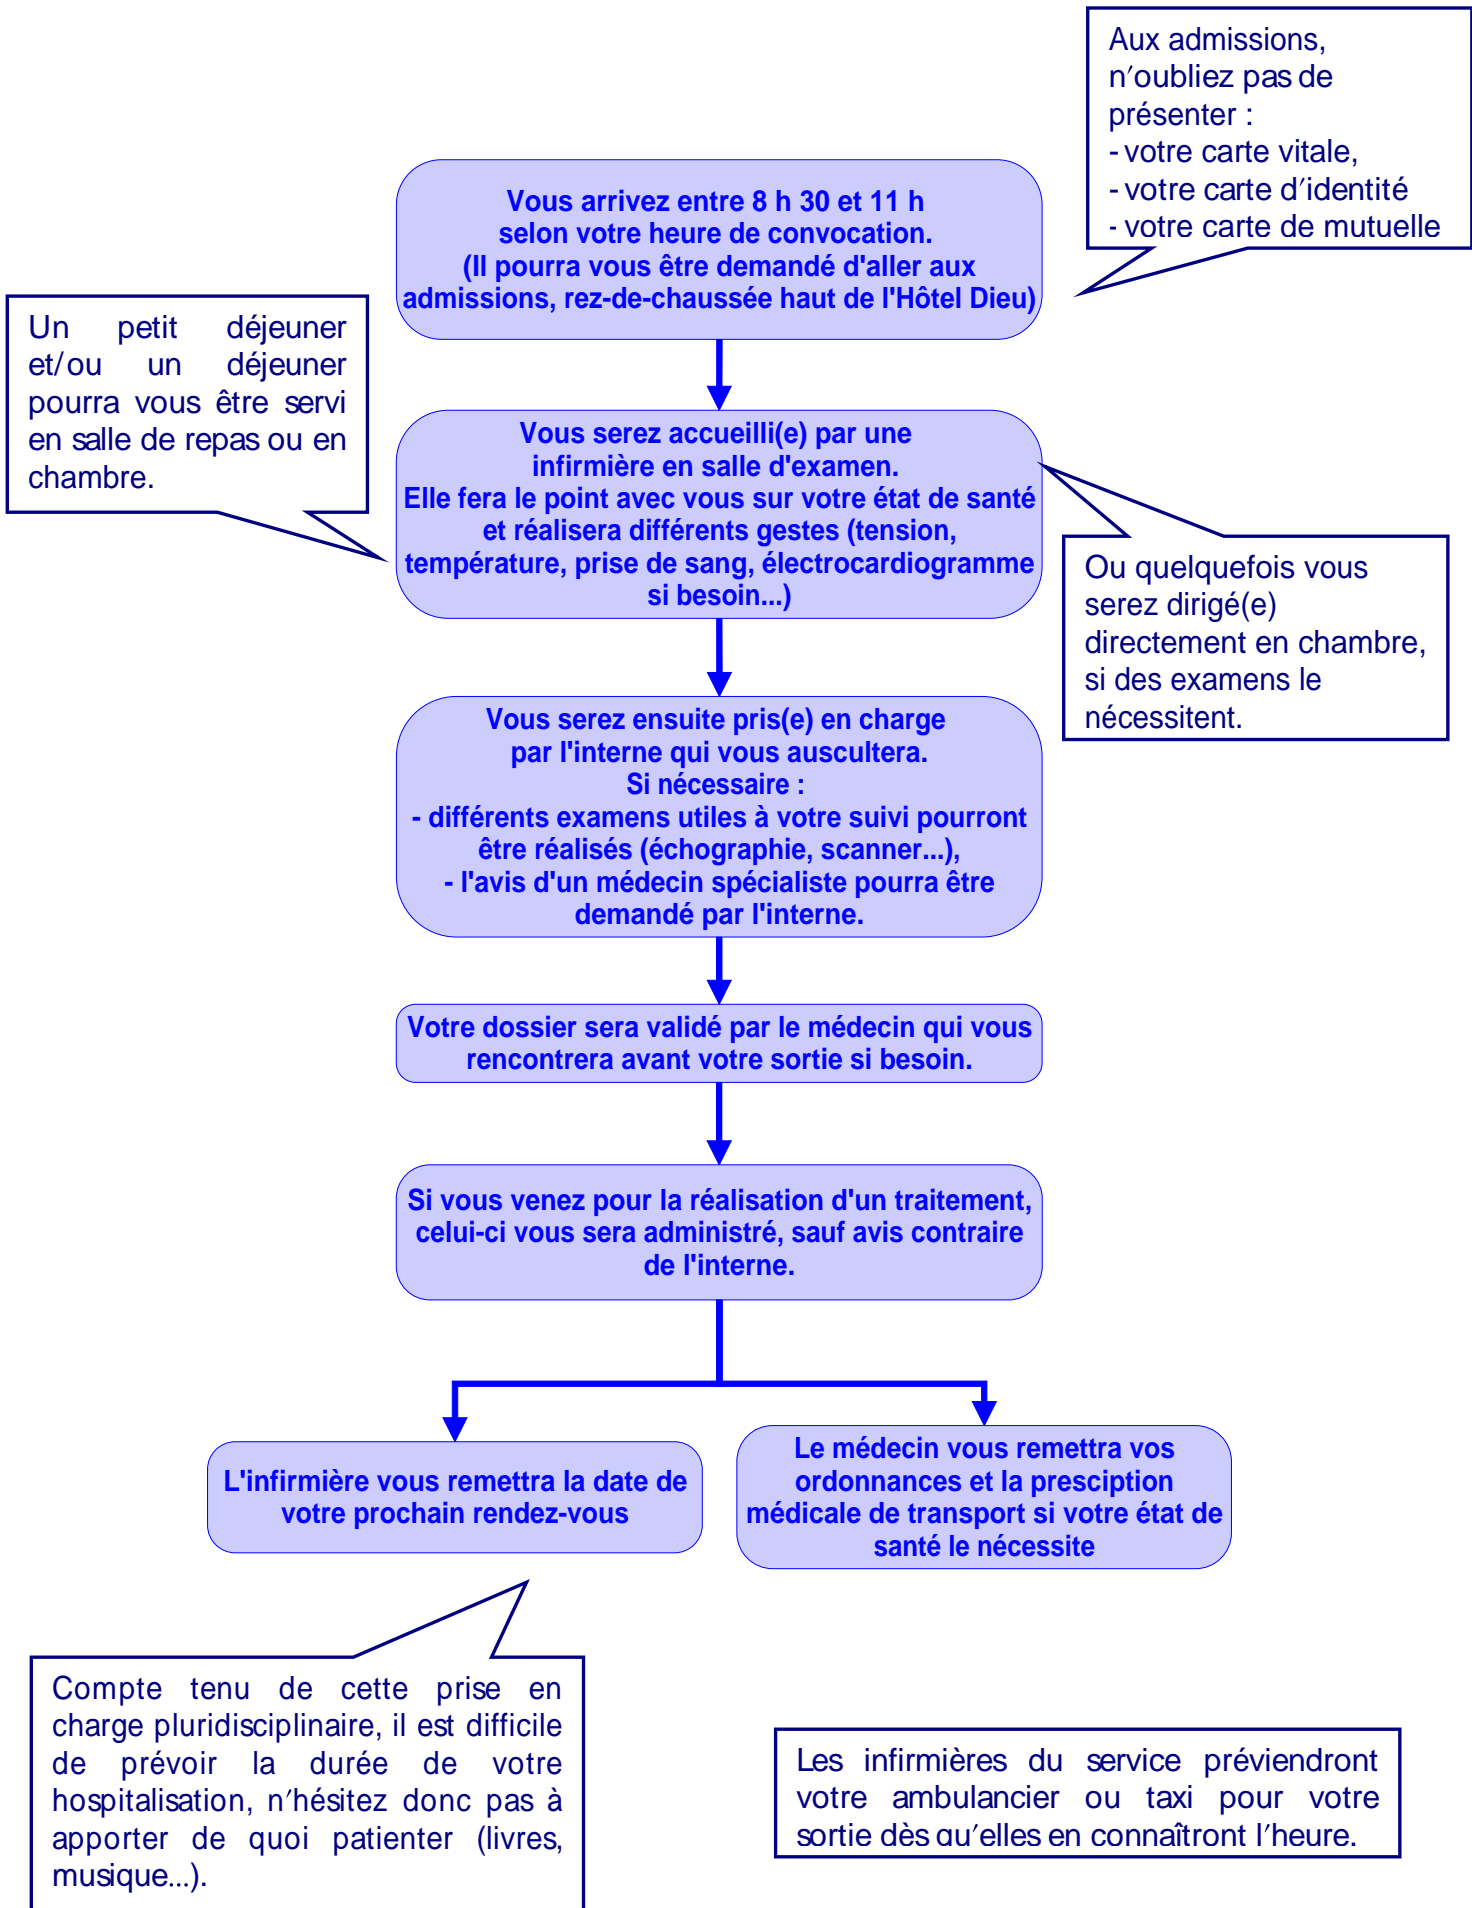 Aux admissions,
n'oubliez pas de
présenter :
- votre carte vitale,
- votre carte d'identité
- votre carte de mutuelle
Vous arrivez entre 8 h 30 et 11 h
selon votre heure de convocation.
(Il pourra vous être demandé d'aller aux
admissions, rez-de-chaussée haut de l'Hôtel Dieu)
Un petit déjeuner
et/ou un déjeuner
pourra vous être servi
en salle de repas ou en
chambre.
Vous serez accueilli(e) par une
infirmière en salle d'examen.
Elle fera le point avec vous sur votre état de santé
et réalisera différents gestes (tension,
température, prise de sang, électrocardiogramme
si besoin...)
Ou quelquefois vous
serez dirigé(e)
directement en chambre,
si des examens le
nécessitent.
Vous serez ensuite pris(e) en charge
par l'interne qui vous auscultera.
Si nécessaire :
- différents examens utiles à votre suivi pourront
être réalisés (échographie, scanner...),
- l'avis d'un médecin spécialiste pourra être
demandé par l'interne.
Votre dossier sera validé par le médecin qui vous
rencontrera avant votre sortie si besoin.
Si vous venez pour la réalisation d'un traitement,
celui-ci vous sera administré, sauf avis contraire
de l'interne.
L'infirmière vous remettra la date de
votre prochain rendez-vous
Le médecin vous remettra vos
ordonnances et la presciption
médicale de transport si votre état de
santé le nécessite
Compte tenu de cette prise en
charge pluridisciplinaire, il est difficile
de prévoir la durée de votre
hospitalisation, n'hésitez donc pas à
apporter de quoi patienter (livres,
musique...).
Les infirmières du service préviendront
votre ambulancier ou taxi pour votre
sortie dès qu'elles en connaîtront l'heure.